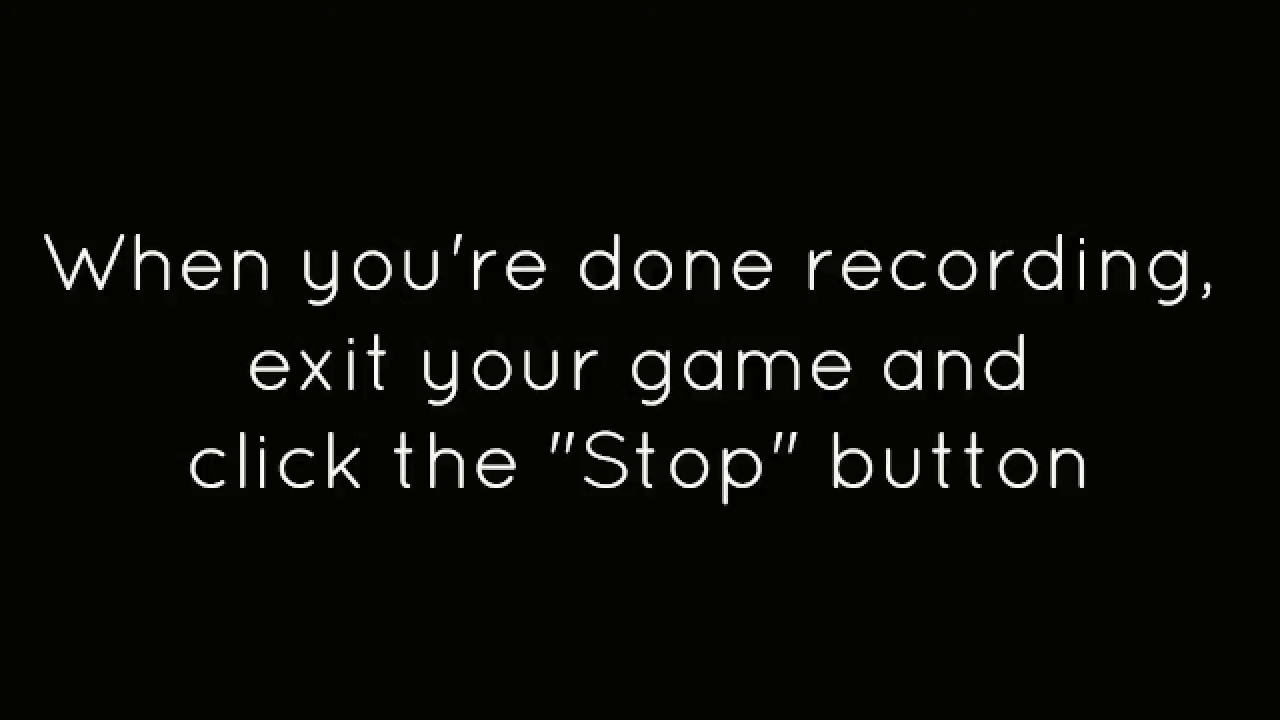 When you're done recording,
exit your game and
click the "Stop" button